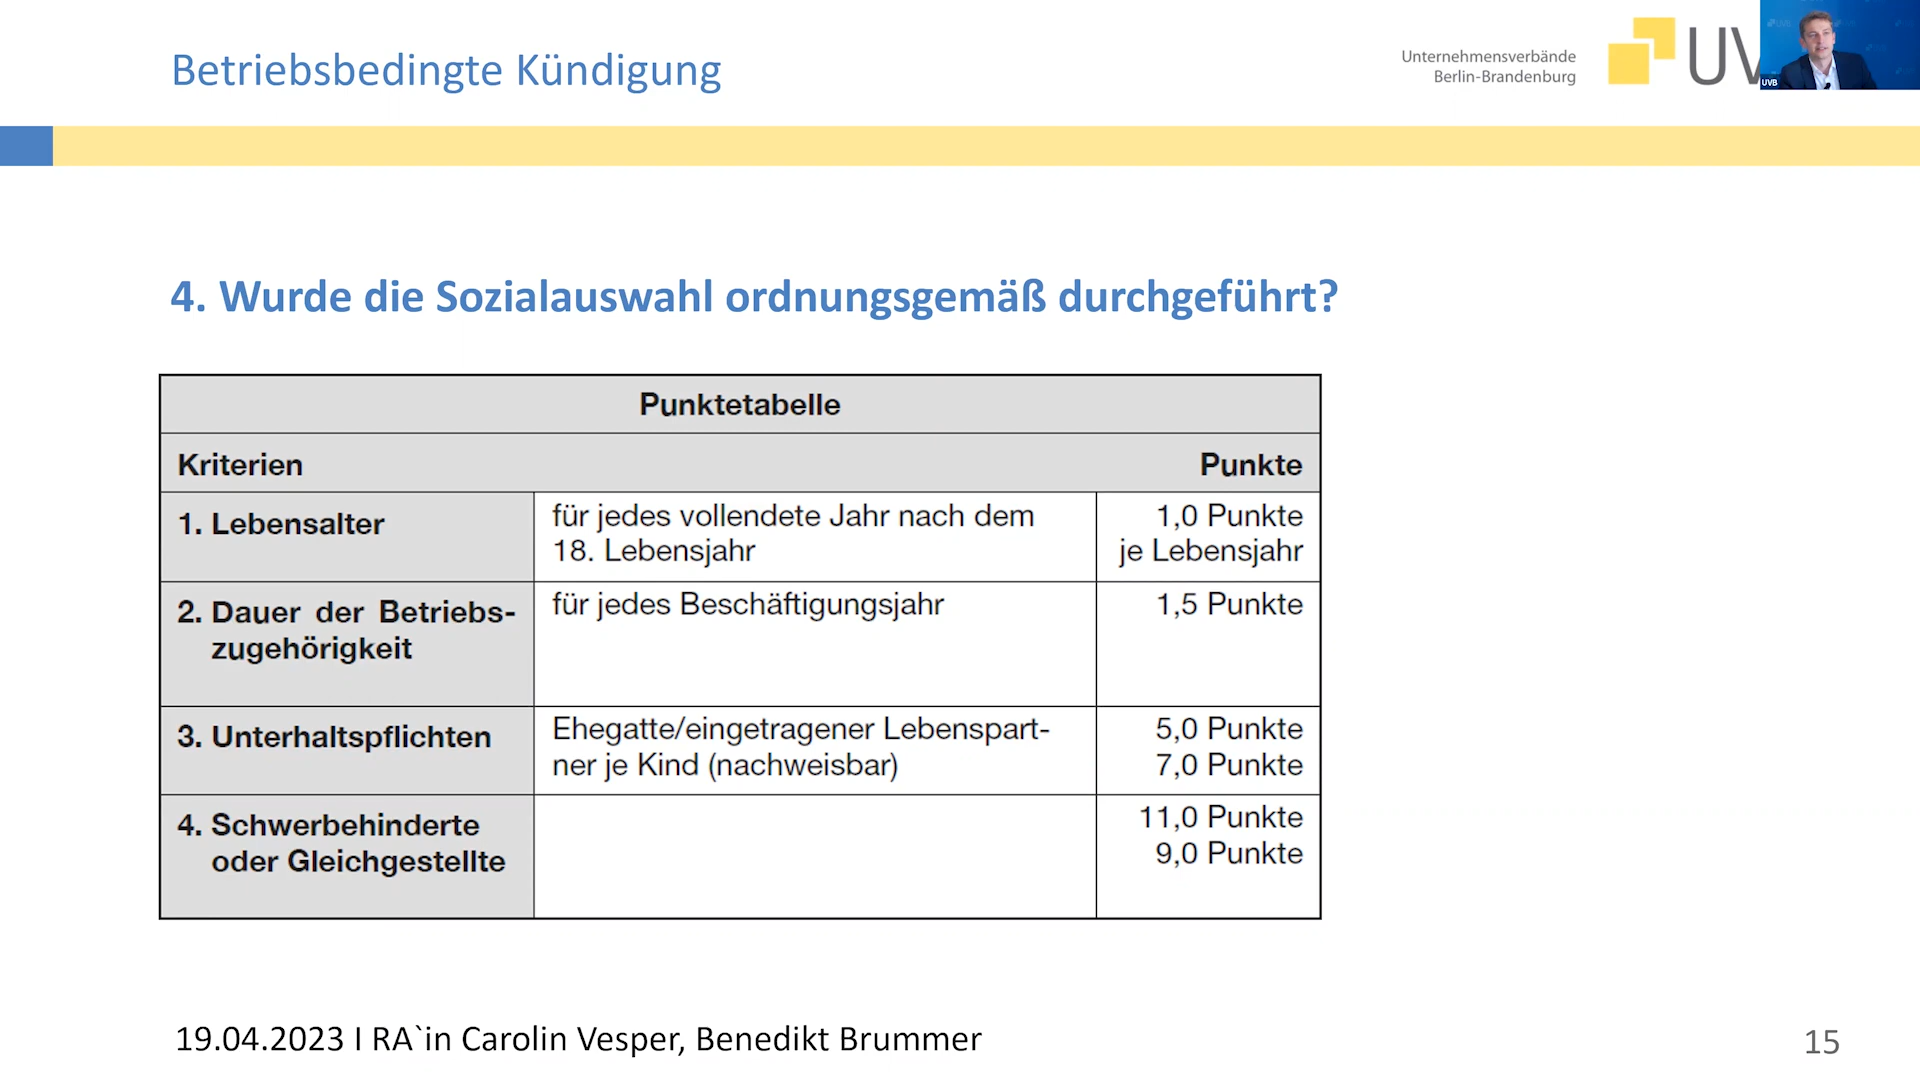 Betriebsbedingte Kündigung
Unternehmensverbände
Berlin-Brandenburg
UV
UVB
4. Wurde die Sozialauswahl ordnungsgemäß durchgeführt?
Punktetabelle
Kriterien Punkte
1. Lebensalter
für jedes vollendete Jahr nach dem
18. Lebensjahr
1,0 Punkte
je Lebensjahr
2. Dauer der Betriebs-
zugehörigkeit
für jedes Beschäftigungsjahr
1,5 Punkte
3. Unterhaltspflichten
Ehegatte/eingetragener Lebenspart-
ner je Kind (nachweisbar)
5,0 Punkte
7,0 Punkte
4. Schwerbehinderte
oder Gleichgestellte
11,0 Punkte
9,0 Punkte
19.04.2023 I RA`in Carolin Vesper, Benedikt Brummer
15